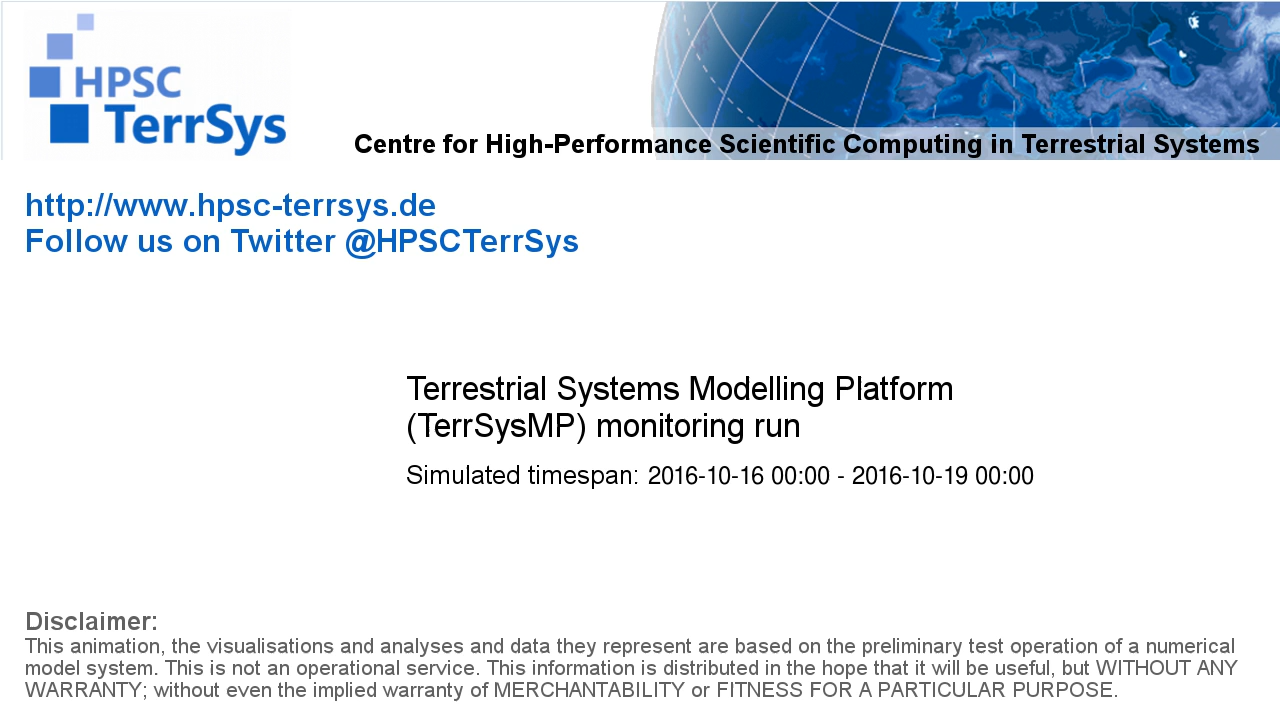 HPSC
TerrSys
Centre for High-Performance Scientific Computing in Terrestrial Systems
http://www.hpsc-terrsys.de
Follow us on Twitter @HPSCTerrSys
Terrestrial Systems Modelling Platform
(TerrSysMP) monitoring run
Simulated timespan: 2016-10-16 00:00 - 2016-10-19 00:00
Disclaimer:
This animation, the visualisations and analyses and data they represent are based on the preliminary test operation of a numerical
model system. This is not an operational service. This information is distributed in the hope that it will be useful, but WITHOUT ANY
WARRANTY; without even the implied warranty of MERCHANTABILITY or FITNESS FOR A PARTICULAR PURPOSE.